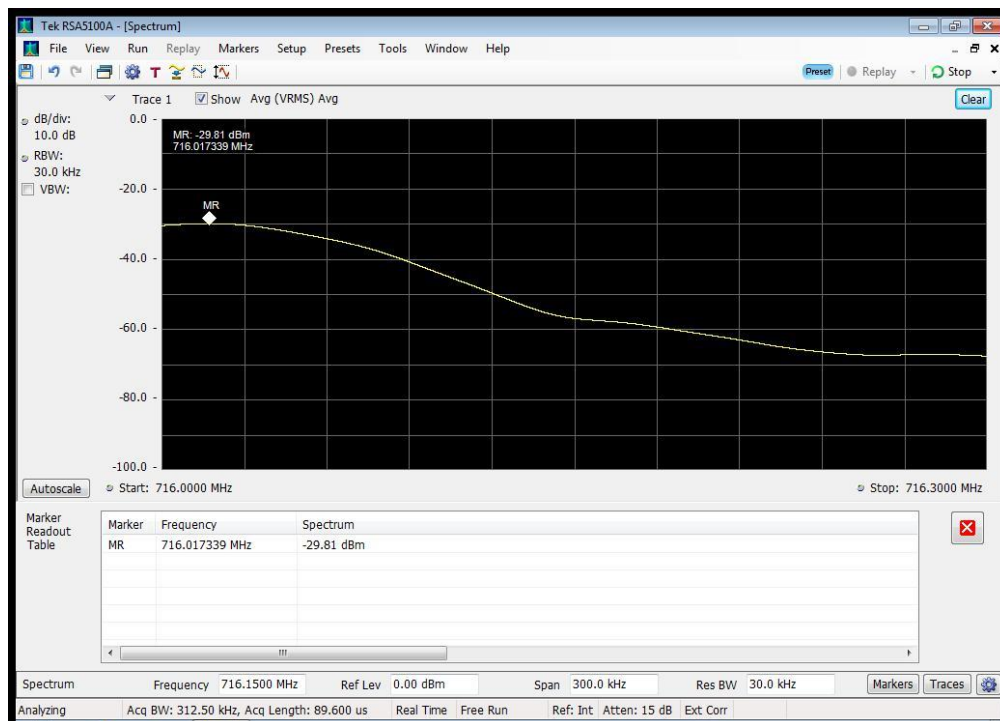 Tek RSA5100A - [Spectrum]
File View Run Replay Markers Setup Presets Tools Window Help
T Preset Replay Stop
Trace 1 Show Avg (VRMS) Avg Clear
dB/div:
10.0 dB
RBW:
30.0 kHz
VBW:
0.0 -
-20.0 -
-40.0 -
-60.0 -
-80.0 -
-100.0 -
MR: -29.81 dBm
716.017339 MHz
MR
Autoscale Start: 716.0000 MHz Stop: 716.3000 MHz
Marker
Readout
Table
Marker Frequency Spectrum
MR 716.017339 MHz -29.81 dBm
Spectrum Frequency 716.1500 MHz Ref Lev 0.00 dBm Span 300.0 kHz Res BW 30.0 kHz Markers Traces
Analyzing Acq BW: 312.50 kHz, Acq Length: 89.600 us Real Time Free Run Ref: Int Atten: 15 dB Ext Corr